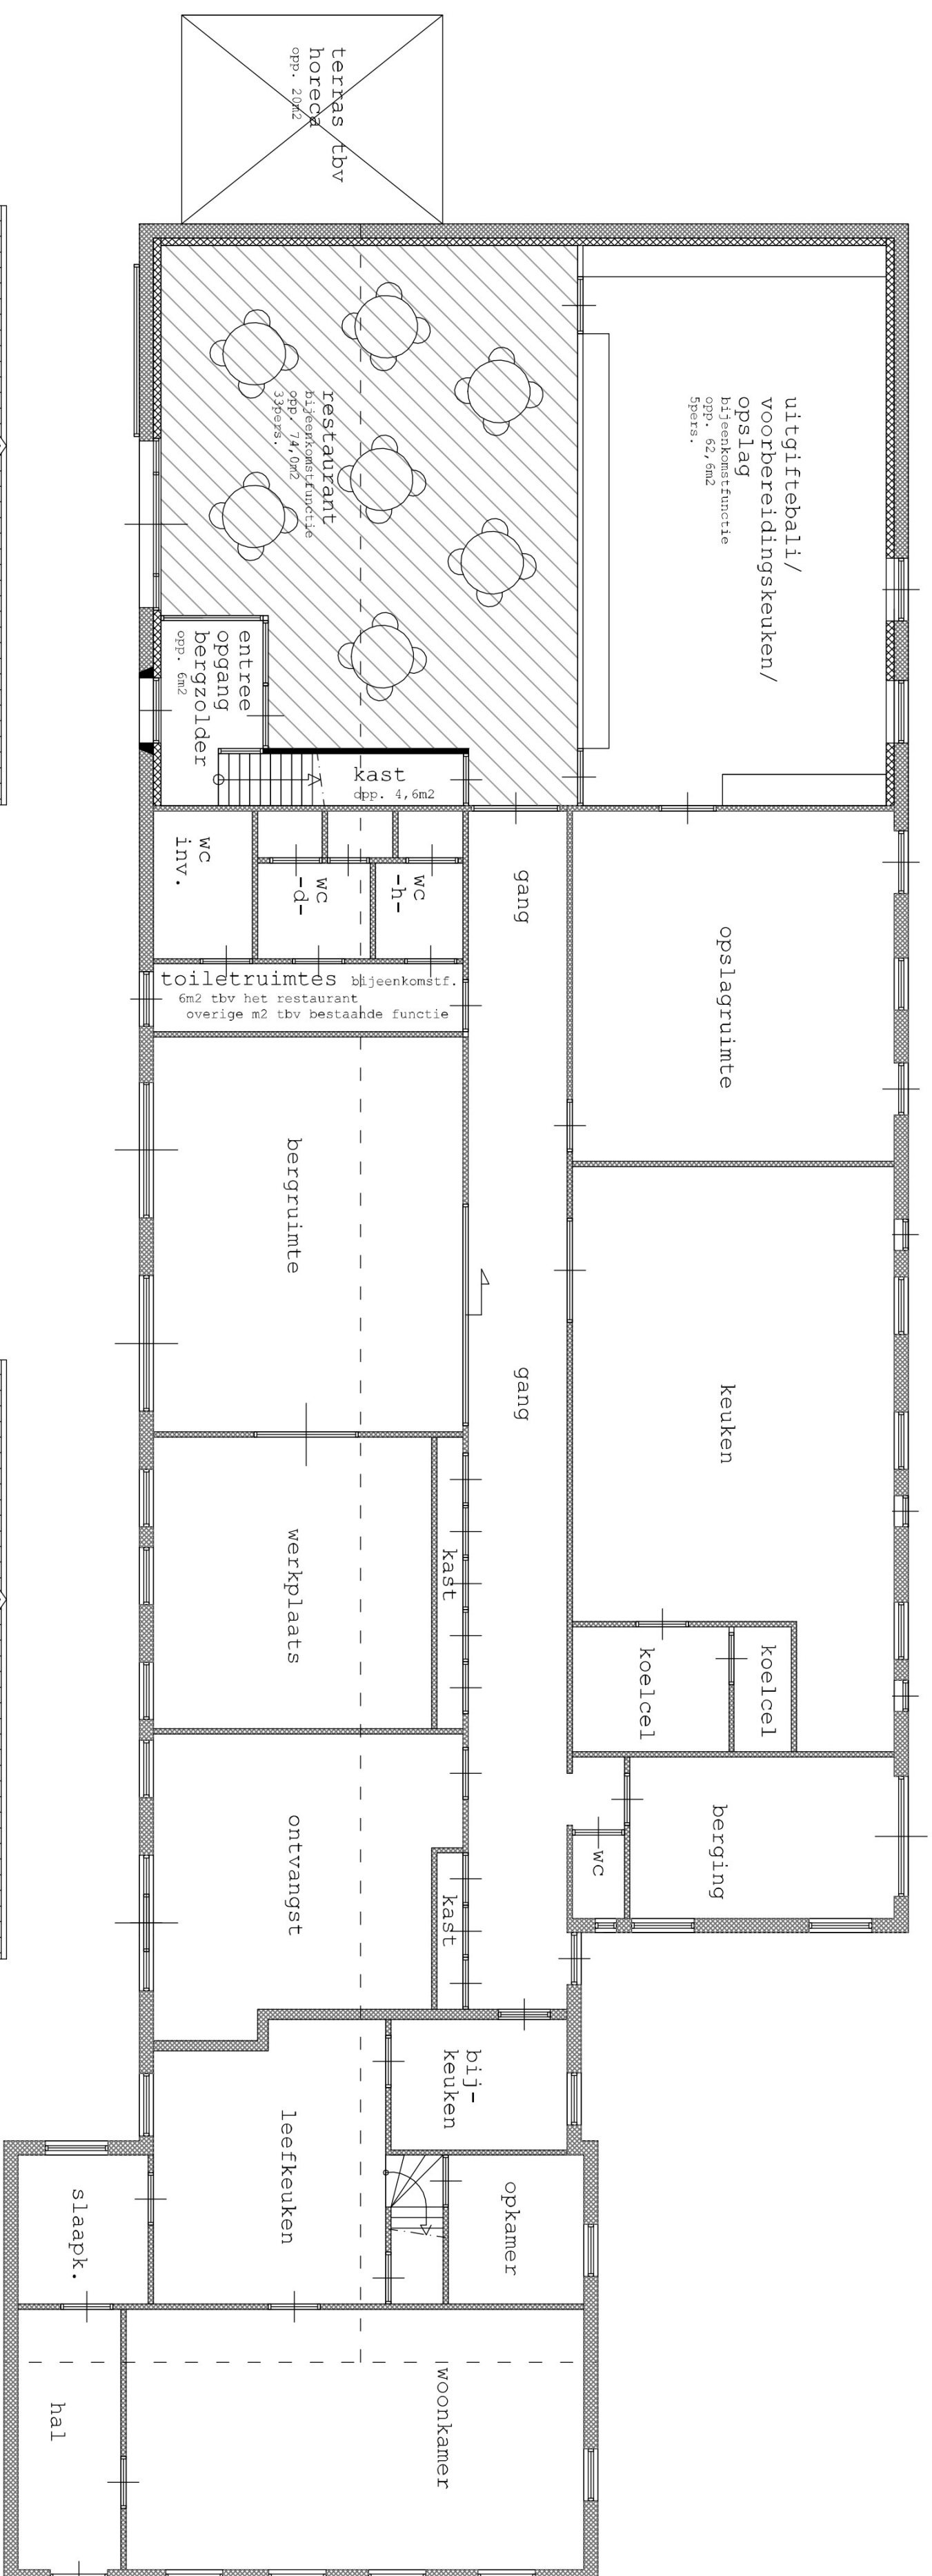 terras tbv
horeca
opp. 20m2
uitgiftebali/
voorbereidingskeuken/
opslag
bijeenkomstfunctie
opp. 62,6m2
5pers.
restaurant
bijeenkomstfunctie
opp. 74,0m2
33pers.
entree
opgang
bergzolder
opp. 6m2
kast
opp. 4,6m2
wc
inv.
wc
-d-
wc
-h-
gang
opslagruimte
toiletruimtes bijeenkomstf.
6m2 tbv het restaurant
overige m2 tbv bestaande functie
bergruimte
gang
keuken
werkplaats
kast
koelcel
koelcel
ontvangst
kast
wc
berging
bij-
keuken
leefkeuken
opkamer
slaapk.
hal
woonkamer